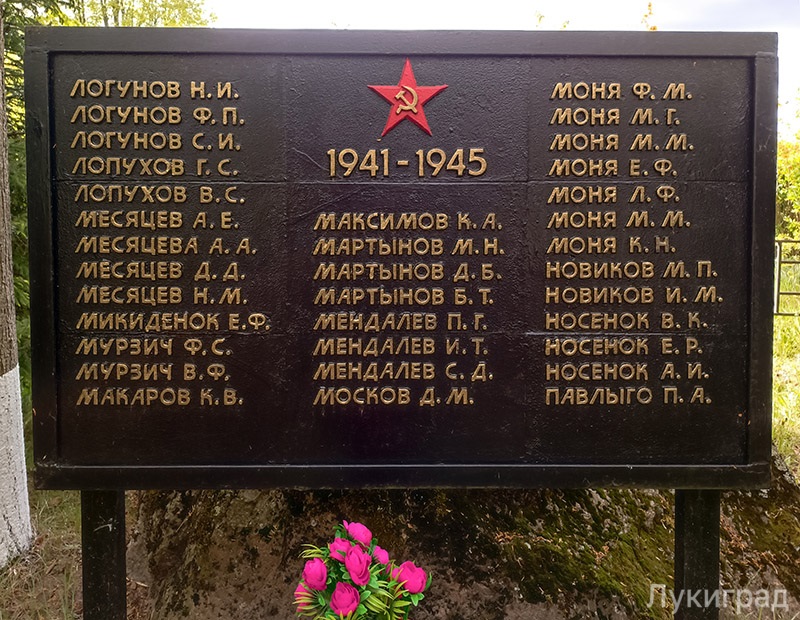 ЛОГУНОВ Н. И.
ЛОГУНОВ Ф. П.
ЛОГУНОВ С. И.
ЛОПУХОВ Г. С.
ЛОПУХОВ В. С.
МЕСЯЦЕВ А. Е.
МЕСЯЦЕВА А. А.
МЕСЯЦЕВ Д. Д.
МЕСЯЦЕВ Н. М.
МИКИДЕНОК Е. Ф.
МУРЗИЧ Ф. С.
МУРЗИЧ В. Ф.
МАКАРОВ К. В.
1941-1945
МАКСИМОВ К. А.
МАРТЫНОВ М. Н.
МАРТЫНОВ Д. Б.
МАРТЫНОВ Б. Т.
МЕНДАЛЕВ П. Г.
МЕНДАЛЕВ И. Т.
МЕНДАЛЕВ С. Д.
МОСКОВ Д. М.
МОНЯ Ф. М.
МОНЯ М. Г.
МОНЯ М. М.
МОНЯ Е. Ф.
МОНЯ Л. Ф.
МОНЯ М. М.
МОНЯ К. Н.
НОВИКОВ М. П.
НОВИКОВ И. М.
НОСЕНОК В. К.
НОСЕНОК Е. Р.
НОСЕНОК А. И.
ПАВЛЫГО П. А.
Лукиград